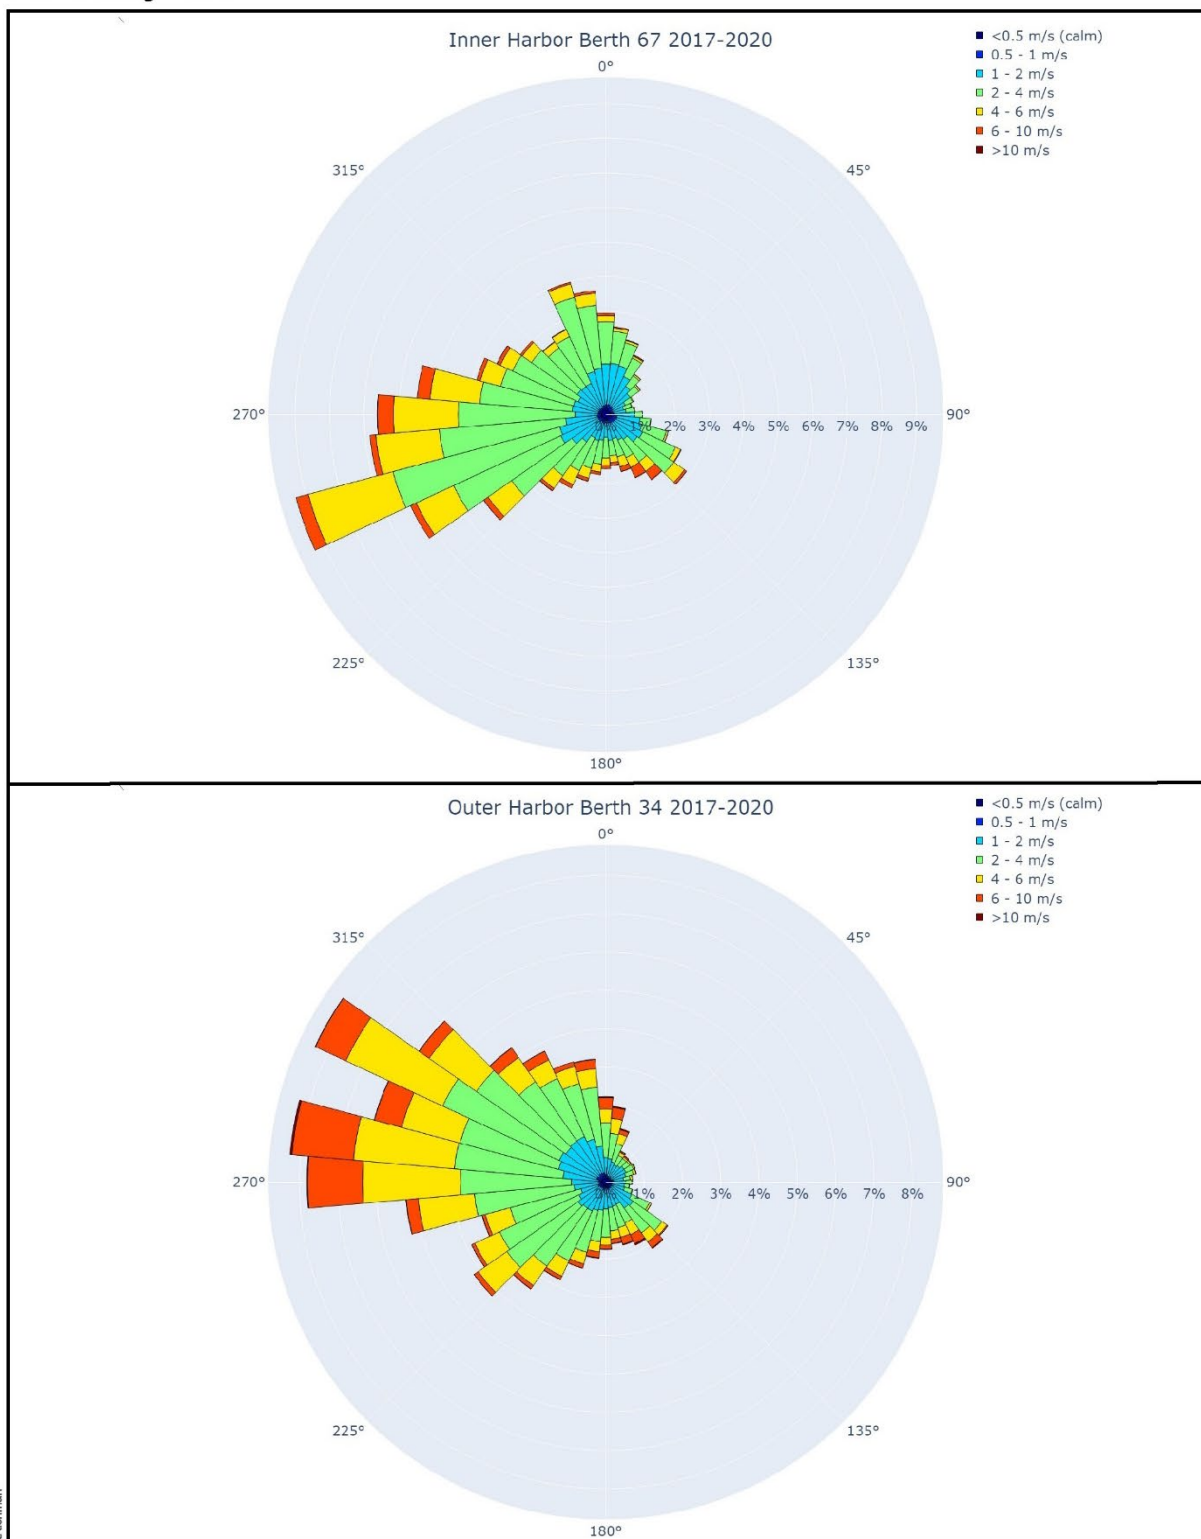 Inner Harbor Berth 67 2017-2020
<0.5 m/s (calm)
0.5 - 1 m/s
1 - 2 m/s
2 - 4 m/s
4 - 6 m/s
6 - 10 m/s
>10 m/s
0°
315°
45°
270°
1% 2% 3% 4% 5% 6% 7% 8% 9%
90°
225°
135°
180°
Outer Harbor Berth 34 2017-2020
<0.5 m/s (calm)
0.5 - 1 m/s
1 - 2 m/s
2 - 4 m/s
4 - 6 m/s
6 - 10 m/s
>10 m/s
0°
315°
45°
270°
1% 2% 3% 4% 5% 6% 7% 8%
90°
225°
135°
180°